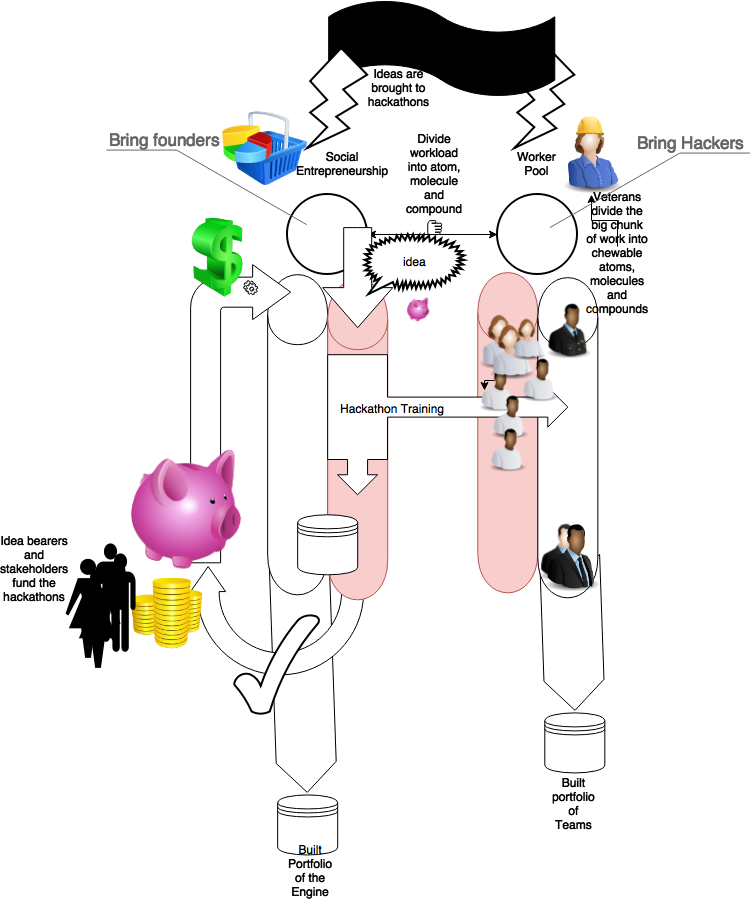 Ideas are
brought to
hackathons
Bring founders
Social
Entrepreneurship
Divide
workload
into atom,
molecule
and
compound
Worker
Pool
Bring Hackers
Veterans
divide the
big chunk
of work into
chewable
atoms,
molecules
and
compounds
idea
Hackathon Training
Idea bearers
and
stakeholders
fund the
hackathons
Built
portfolio
of
Teams
Built
Portfolio
of the
Engine